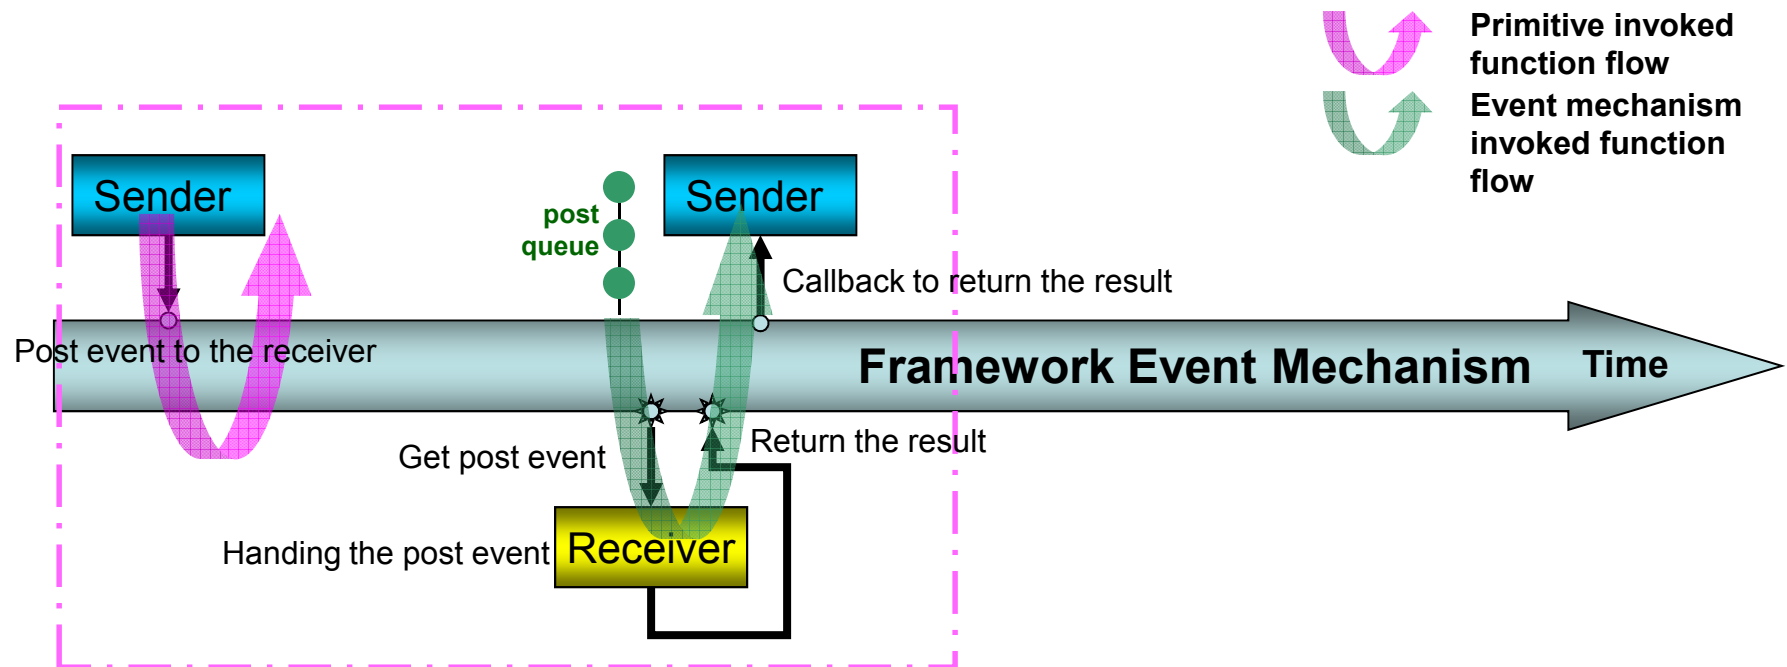 Primitive invoked
function flow
Event mechanism
invoked function
flow
Sender
Sender
post
queue
Callback to return the result
Post event to the receiver
Framework Event Mechanism
Time
Get post event
Return the result
Handing the post event
Receiver